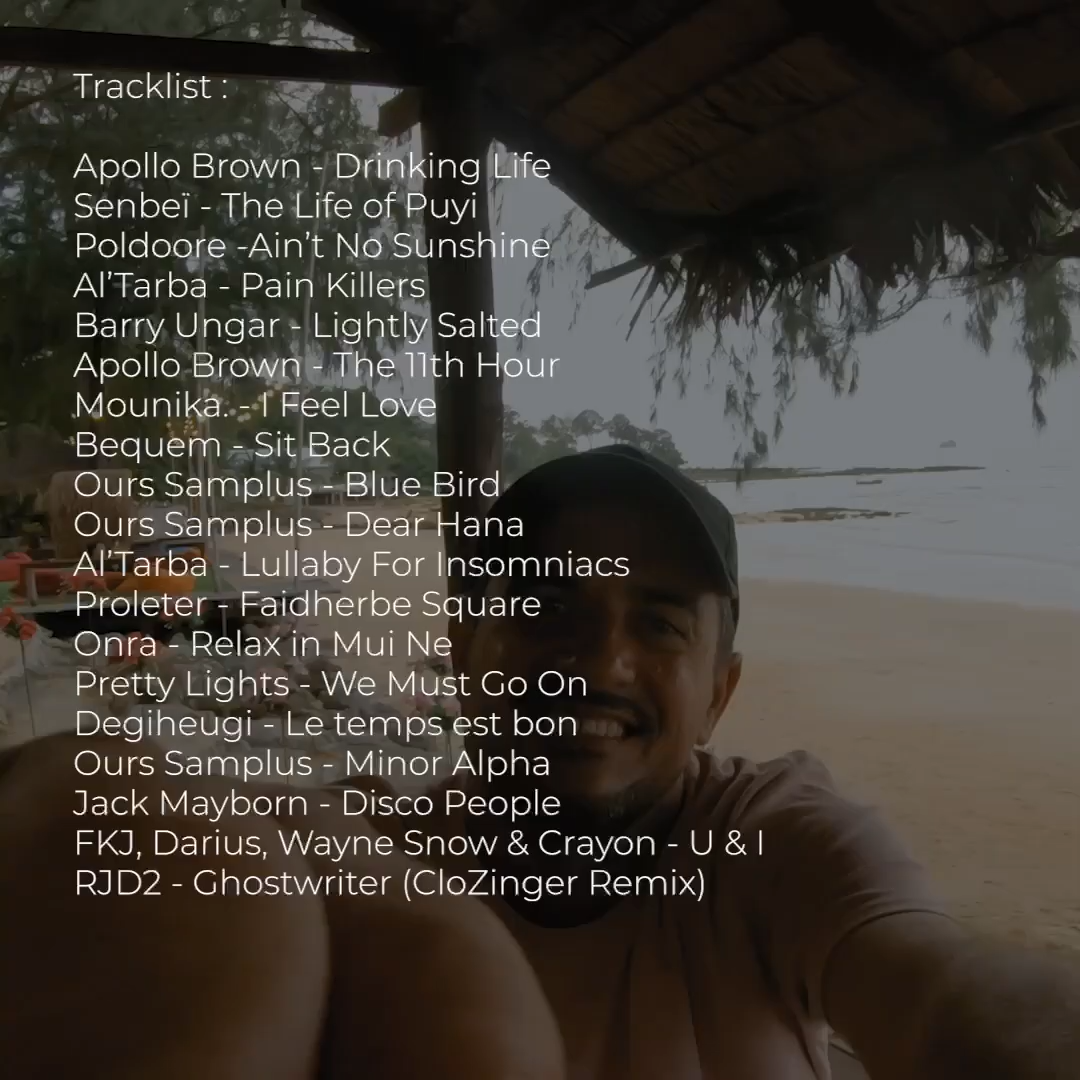 Tracklist :
Apollo Brown - Drinking Life
Senbeï - The Life of Puyi
Poldoore -Ain’t No Sunshine
Al’Tarba - Pain Killers
Barry Ungar - Lightly Salted
Apollo Brown - The 11th Hour
Mounika. - I Feel Love
Bequem - Sit Back
Ours Samplus - Blue Bird
Ours Samplus - Dear Hana
Al’Tarba - Lullaby For Insomniacs
Proleter - Faidherbe Square
Onra - Relax in Mui Ne
Pretty Lights - We Must Go On
Degiheugi - Le temps est bon
Ours Samplus - Minor Alpha
Jack Mayborn - Disco People
FKJ, Darius, Wayne Snow & Crayon - U & I
RJD2 - Ghostwriter (CloZinger Remix)